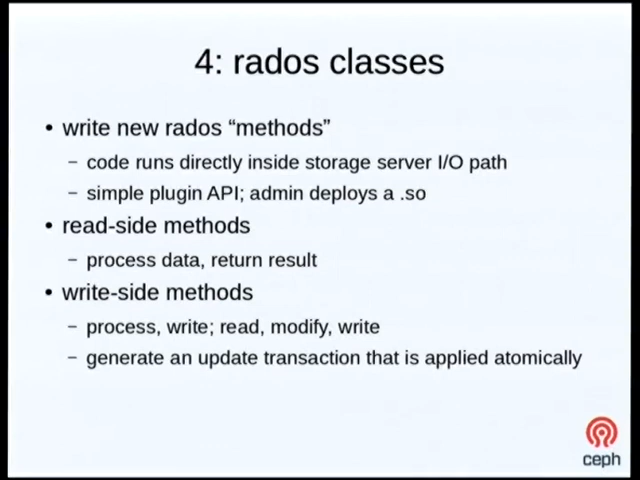 4: rados classes
• write new rados “methods”
– code runs directly inside storage server I/O path
– simple plugin API; admin deploys a .so
• read-side methods
– process data, return result
• write-side methods
– process, write; read, modify, write
– generate an update transaction that is applied atomically
ceph